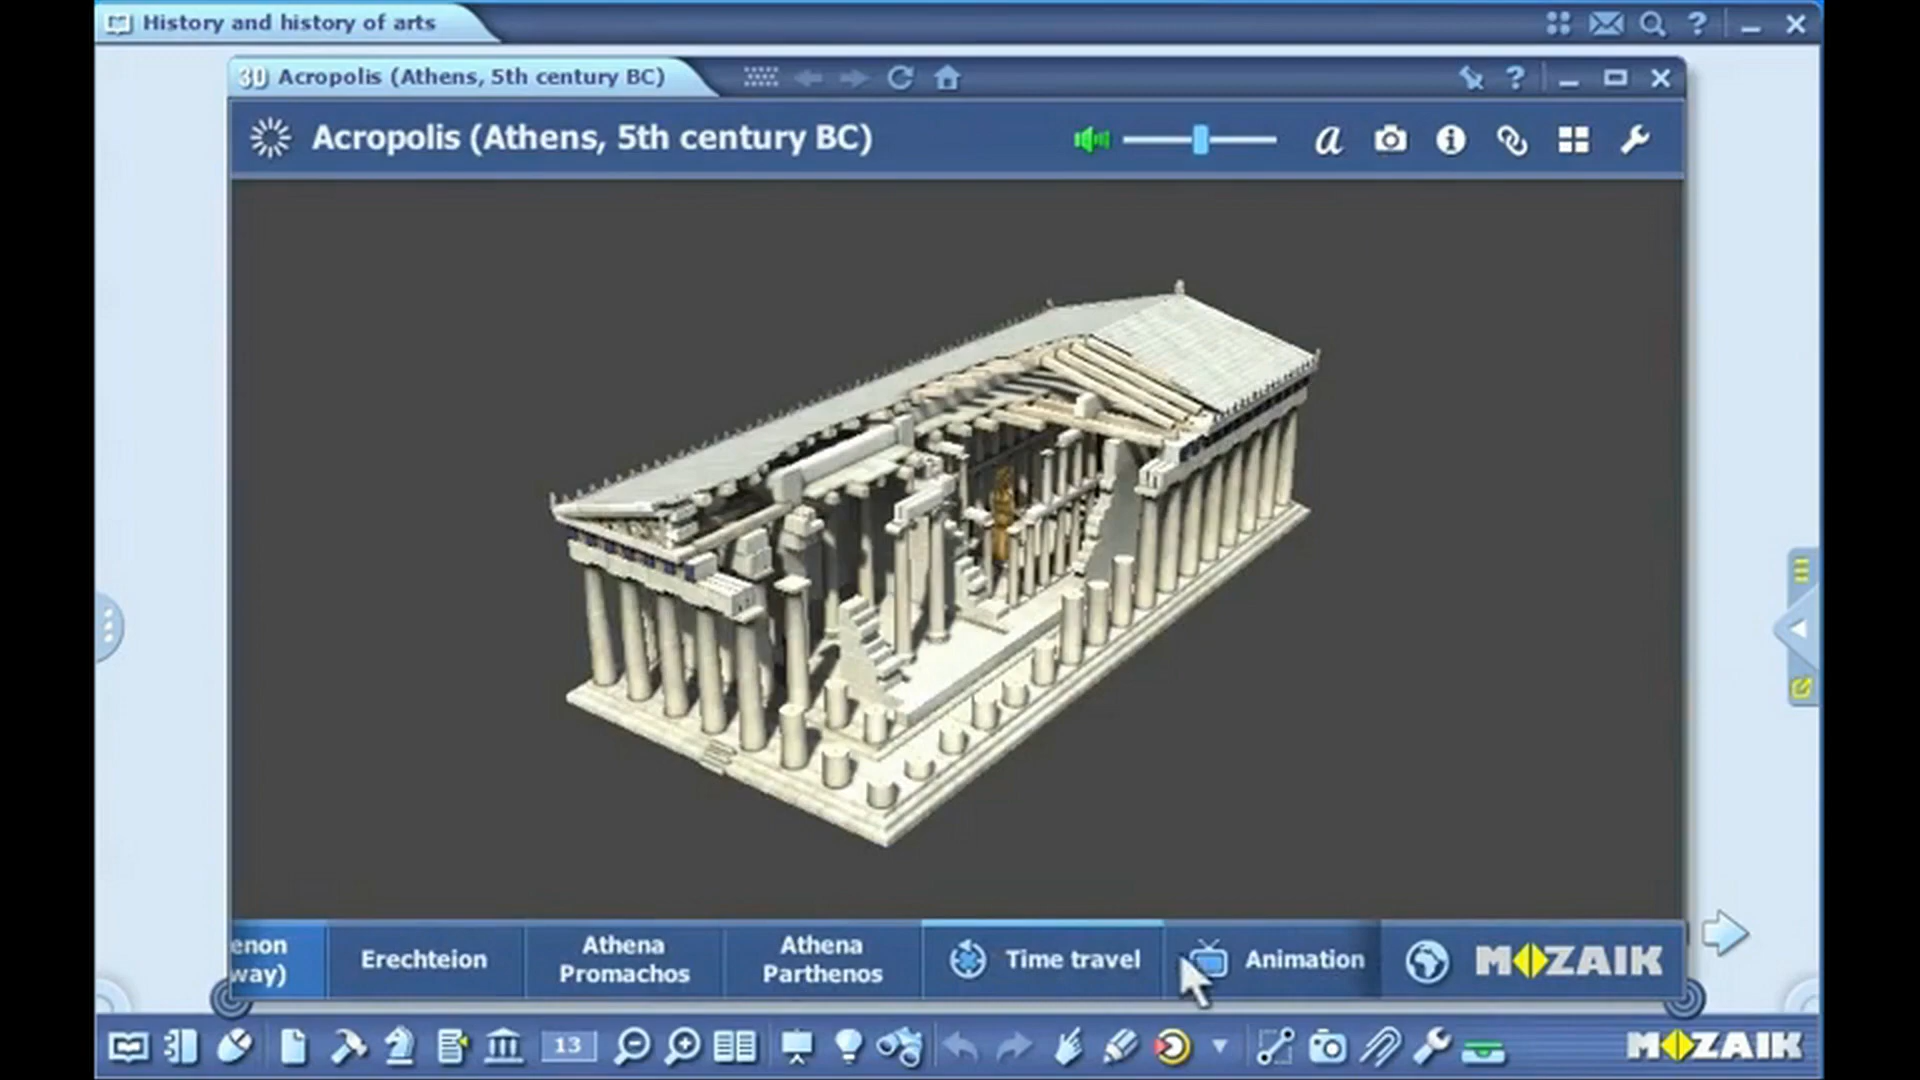 History and history of arts
3D Acropolis (Athens, 5th century BC)
Acropolis (Athens, 5th century BC)
enon
way)
Erechteion
Athena
Promachos
Athena
Parthenos
Time travel
Animation
MOZAIK
13
MOZAIK